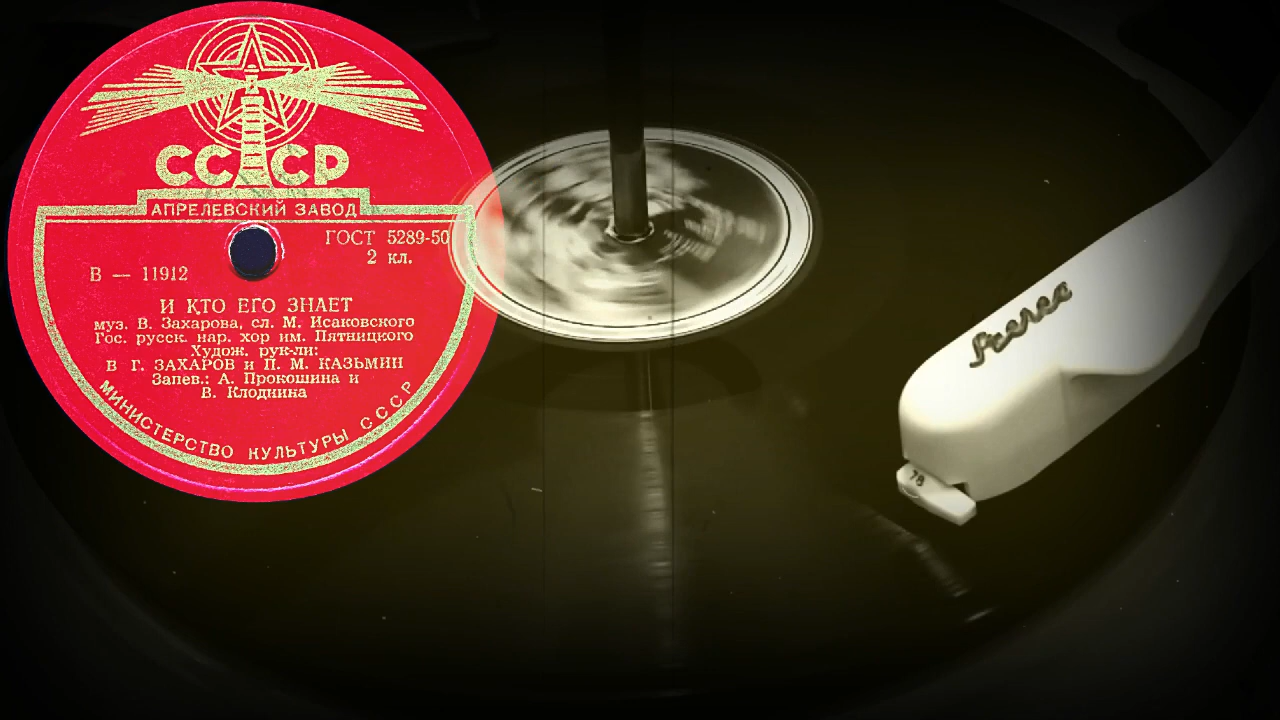 СССР
АПРЕЛЕВСКИЙ ЗАВОД
ГОСТ 5289-50
2 кл.
В — 11912
И КТО ЕГО ЗНАЕТ
муз. В. Захарова, сл. М. Исаковского
Гос. русск. нар. хор им. Пятницкого
Худож. рук-ли:
В Г. ЗАХАРОВ и П. М. КАЗЬМИН
Запев.: А. Прокошина и
В. Клоднина
МИНИСТЕРСТВО КУЛЬТУРЫ СССР
78